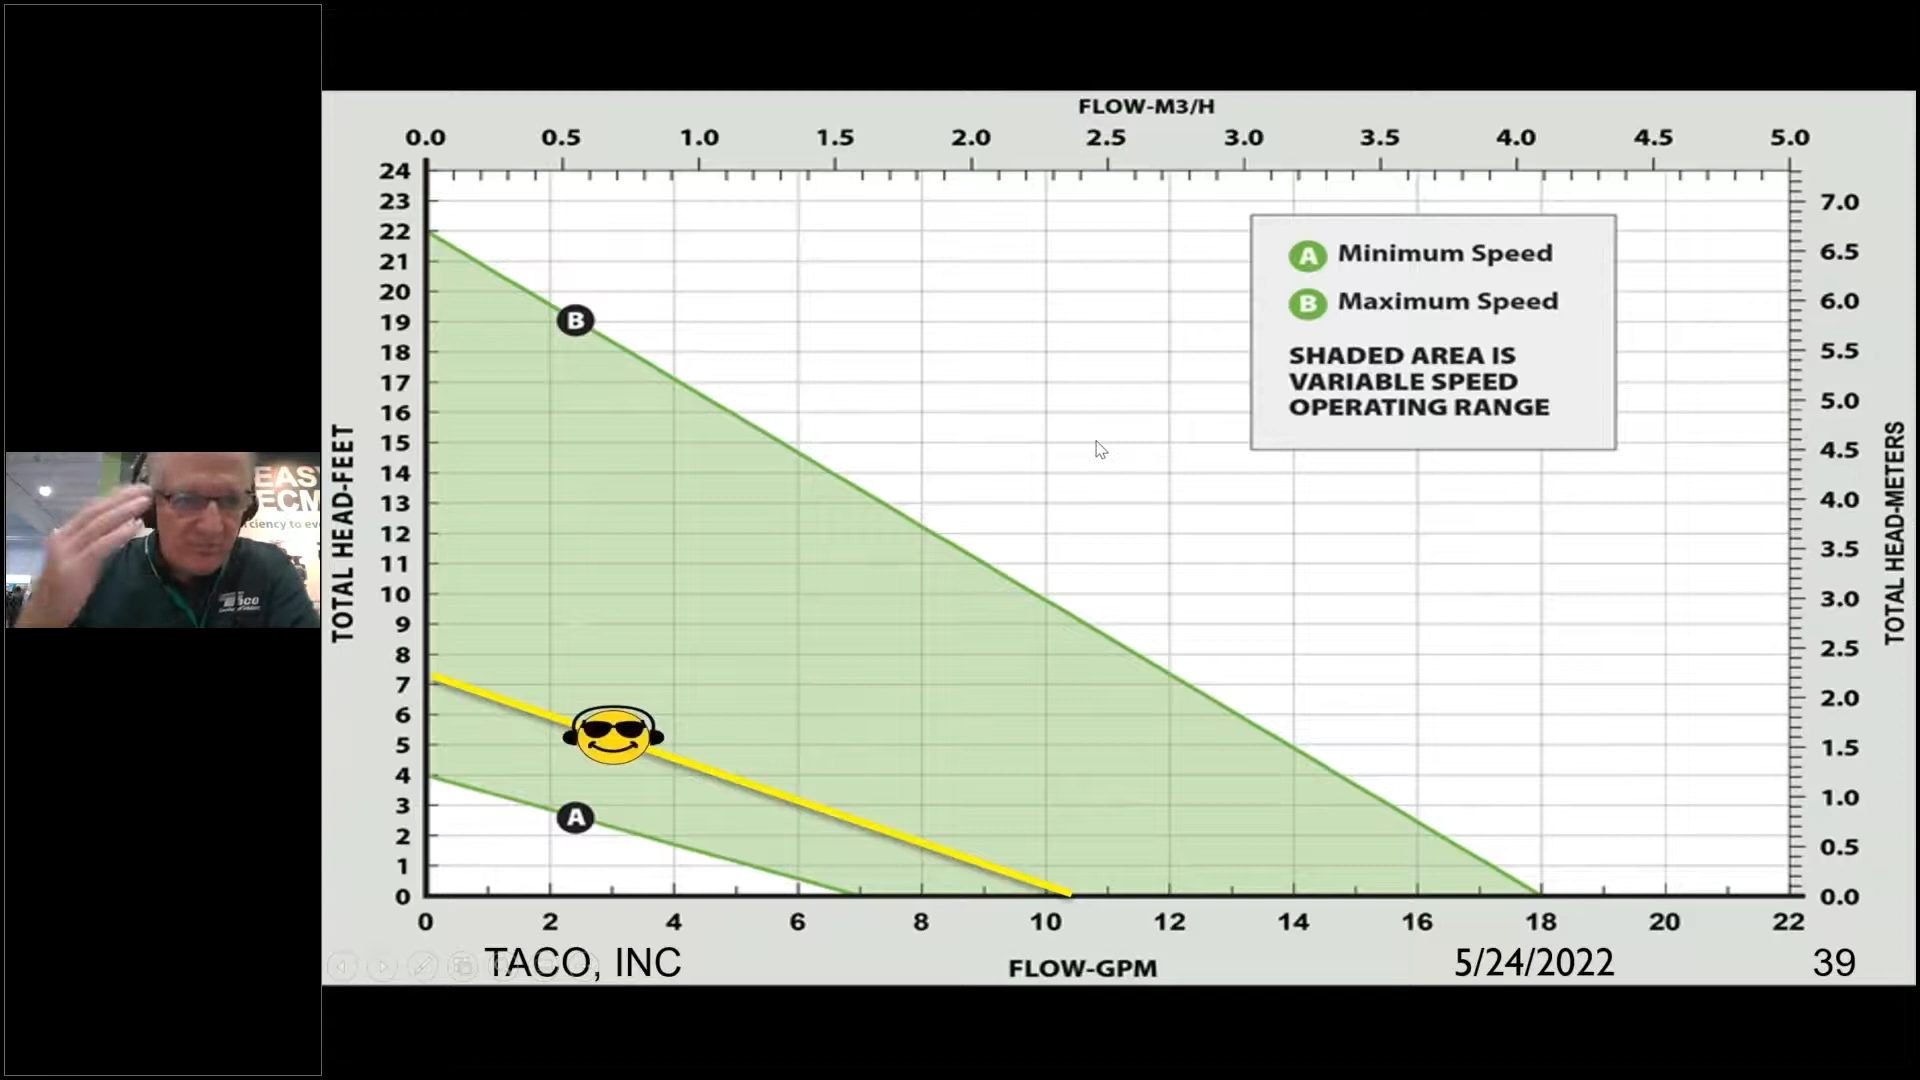 FLOW-M3/H
0.0 0.5 1.0 1.5 2.0 2.5 3.0 3.5 4.0 4.5 5.0
24
23
22
21
20
19
18
17
16
15
14
13
12
11
10
9
8
7
6
5
4
3
2
1
0
TOTAL HEAD-FEET
B
A
A Minimum Speed
B Maximum Speed
SHADED AREA IS
VARIABLE SPEED
OPERATING RANGE
7.0
6.5
6.0
5.5
5.0
4.5
4.0
3.5
3.0
2.5
2.0
1.5
1.0
0.5
0.0
TOTAL HEAD-METERS
0 2 4 6 8 10 12 14 16 18 20 22
FLOW-GPM
TACO, INC
5/24/2022
39
EAS
ECM
ciency to ev